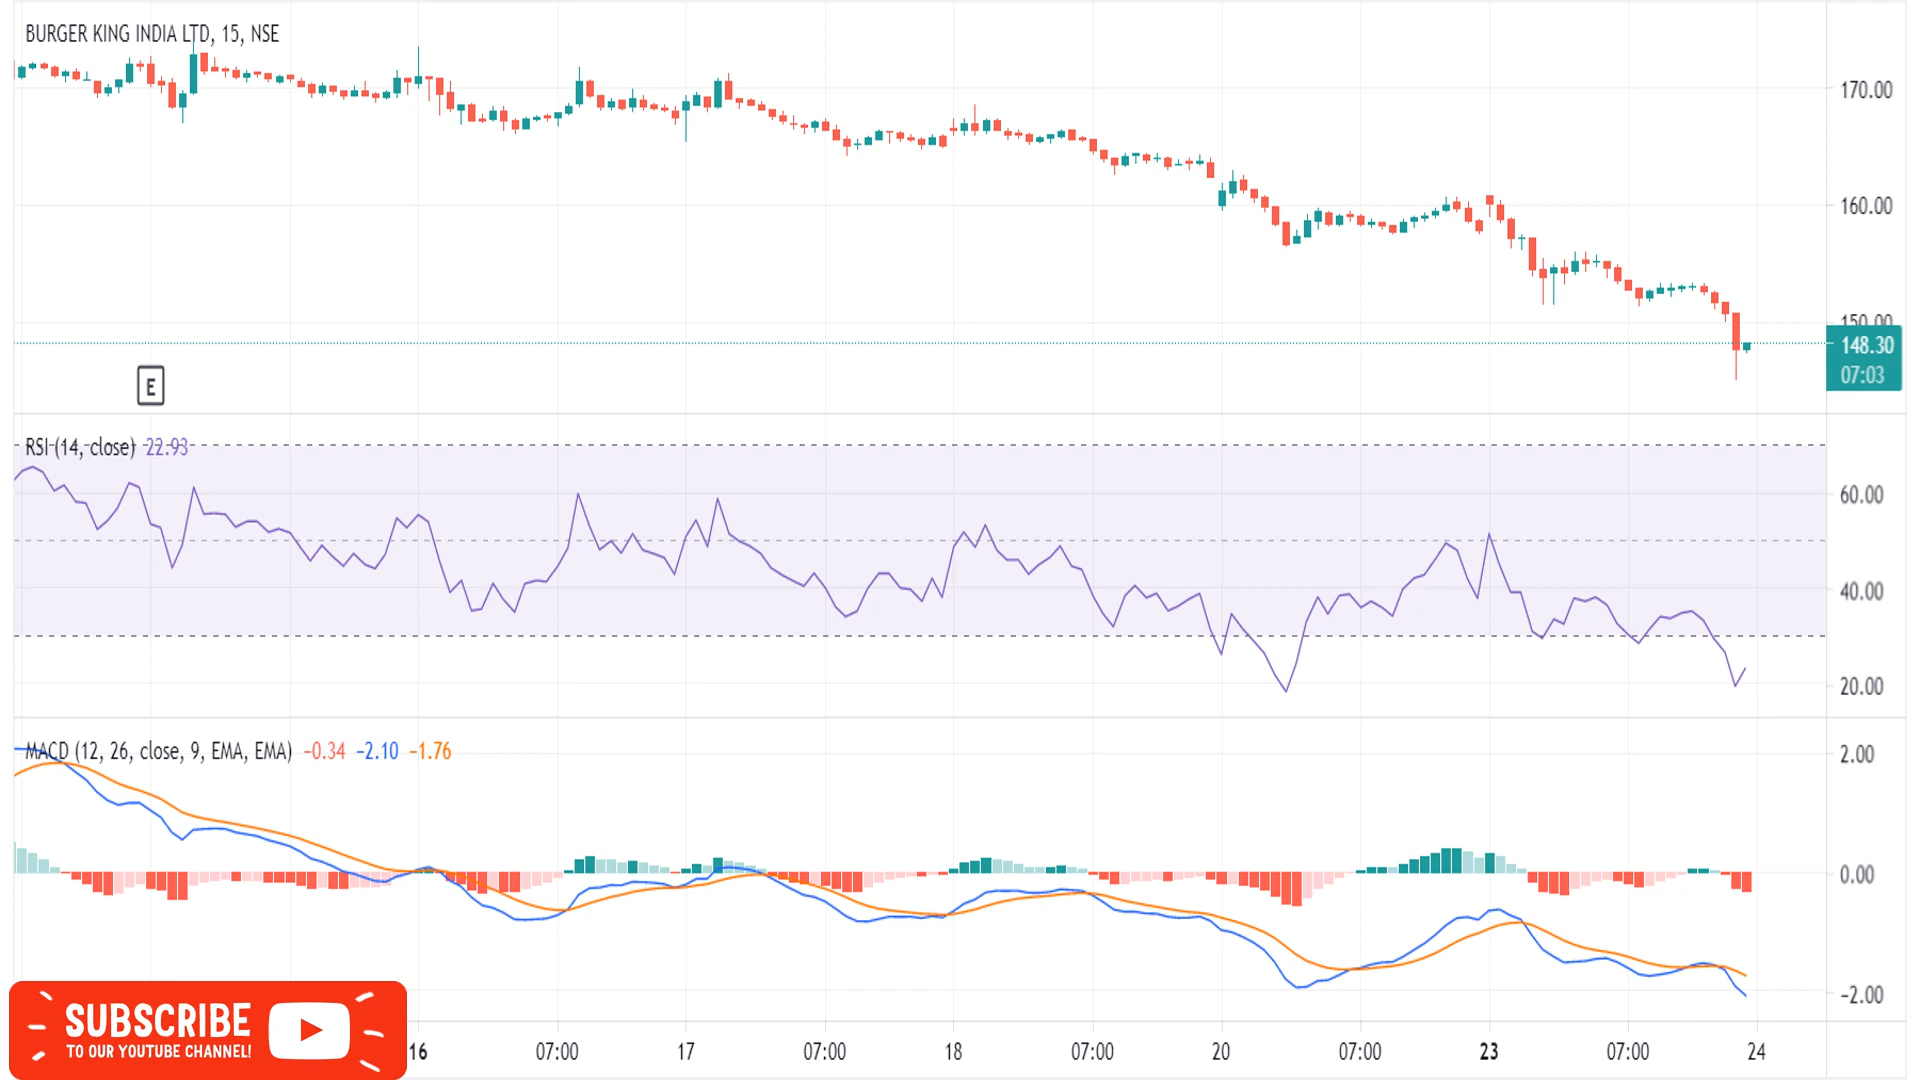 BURGER KING INDIA LTD, 15, NSE
170.00
160.00
150.00
148.30
07:03
E
RSI (14, close) 22.93
60.00
40.00
20.00
MACD (12, 26, close, 9, EMA, EMA) −0.34 −2.10 −1.76
2.00
0.00
−2.00
SUBSCRIBE
TO OUR YOUTUBE CHANNEL!
16 07:00 17 07:00 18 07:00 20 07:00 23 07:00 24